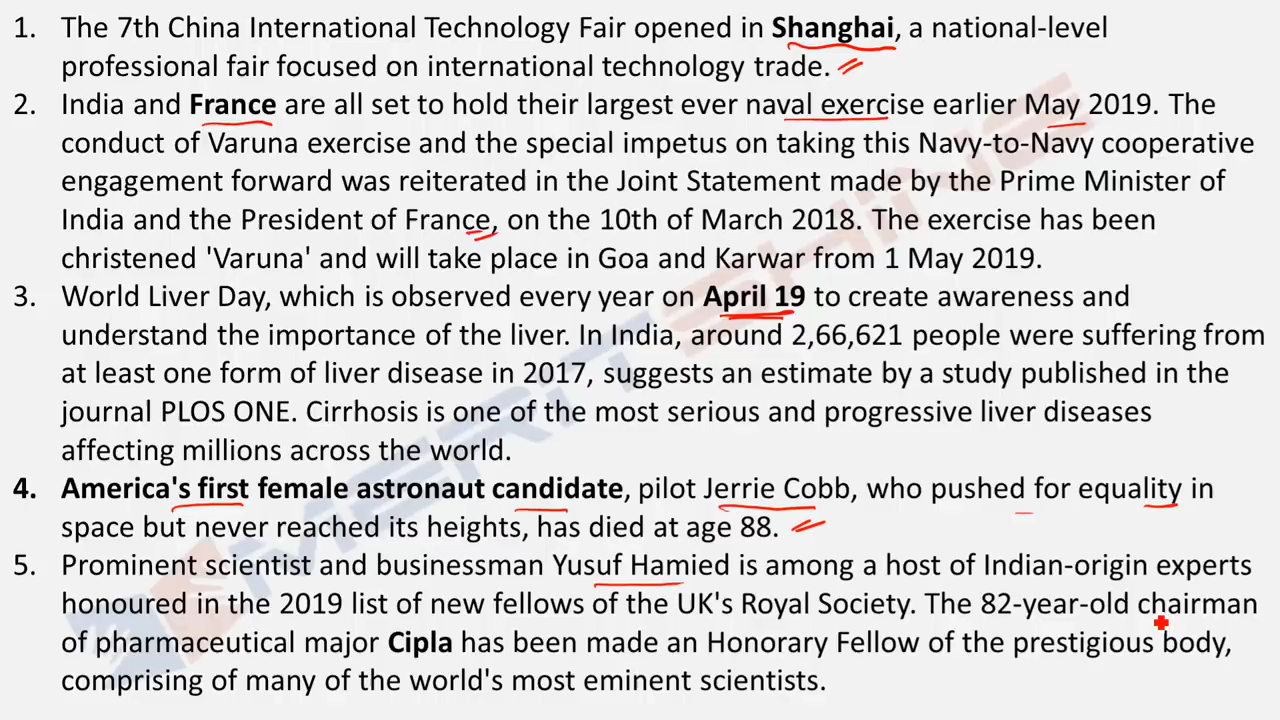 1. The 7th China International Technology Fair opened in Shanghai, a national-level
professional fair focused on international technology trade.
2. India and France are all set to hold their largest ever naval exercise earlier May 2019. The
conduct of Varuna exercise and the special impetus on taking this Navy-to-Navy cooperative
engagement forward was reiterated in the Joint Statement made by the Prime Minister of
India and the President of France, on the 10th of March 2018. The exercise has been
christened 'Varuna' and will take place in Goa and Karwar from 1 May 2019.
3. World Liver Day, which is observed every year on April 19 to create awareness and
understand the importance of the liver. In India, around 2,66,621 people were suffering from
at least one form of liver disease in 2017, suggests an estimate by a study published in the
journal PLOS ONE. Cirrhosis is one of the most serious and progressive liver diseases
affecting millions across the world.
4. America's first female astronaut candidate, pilot Jerrie Cobb, who pushed for equality in
space but never reached its heights, has died at age 88.
5. Prominent scientist and businessman Yusuf Hamied is among a host of Indian-origin experts
honoured in the 2019 list of new fellows of the UK's Royal Society. The 82-year-old chairman
of pharmaceutical major Cipla has been made an Honorary Fellow of the prestigious body,
comprising of many of the world's most eminent scientists.
MERITSHINE